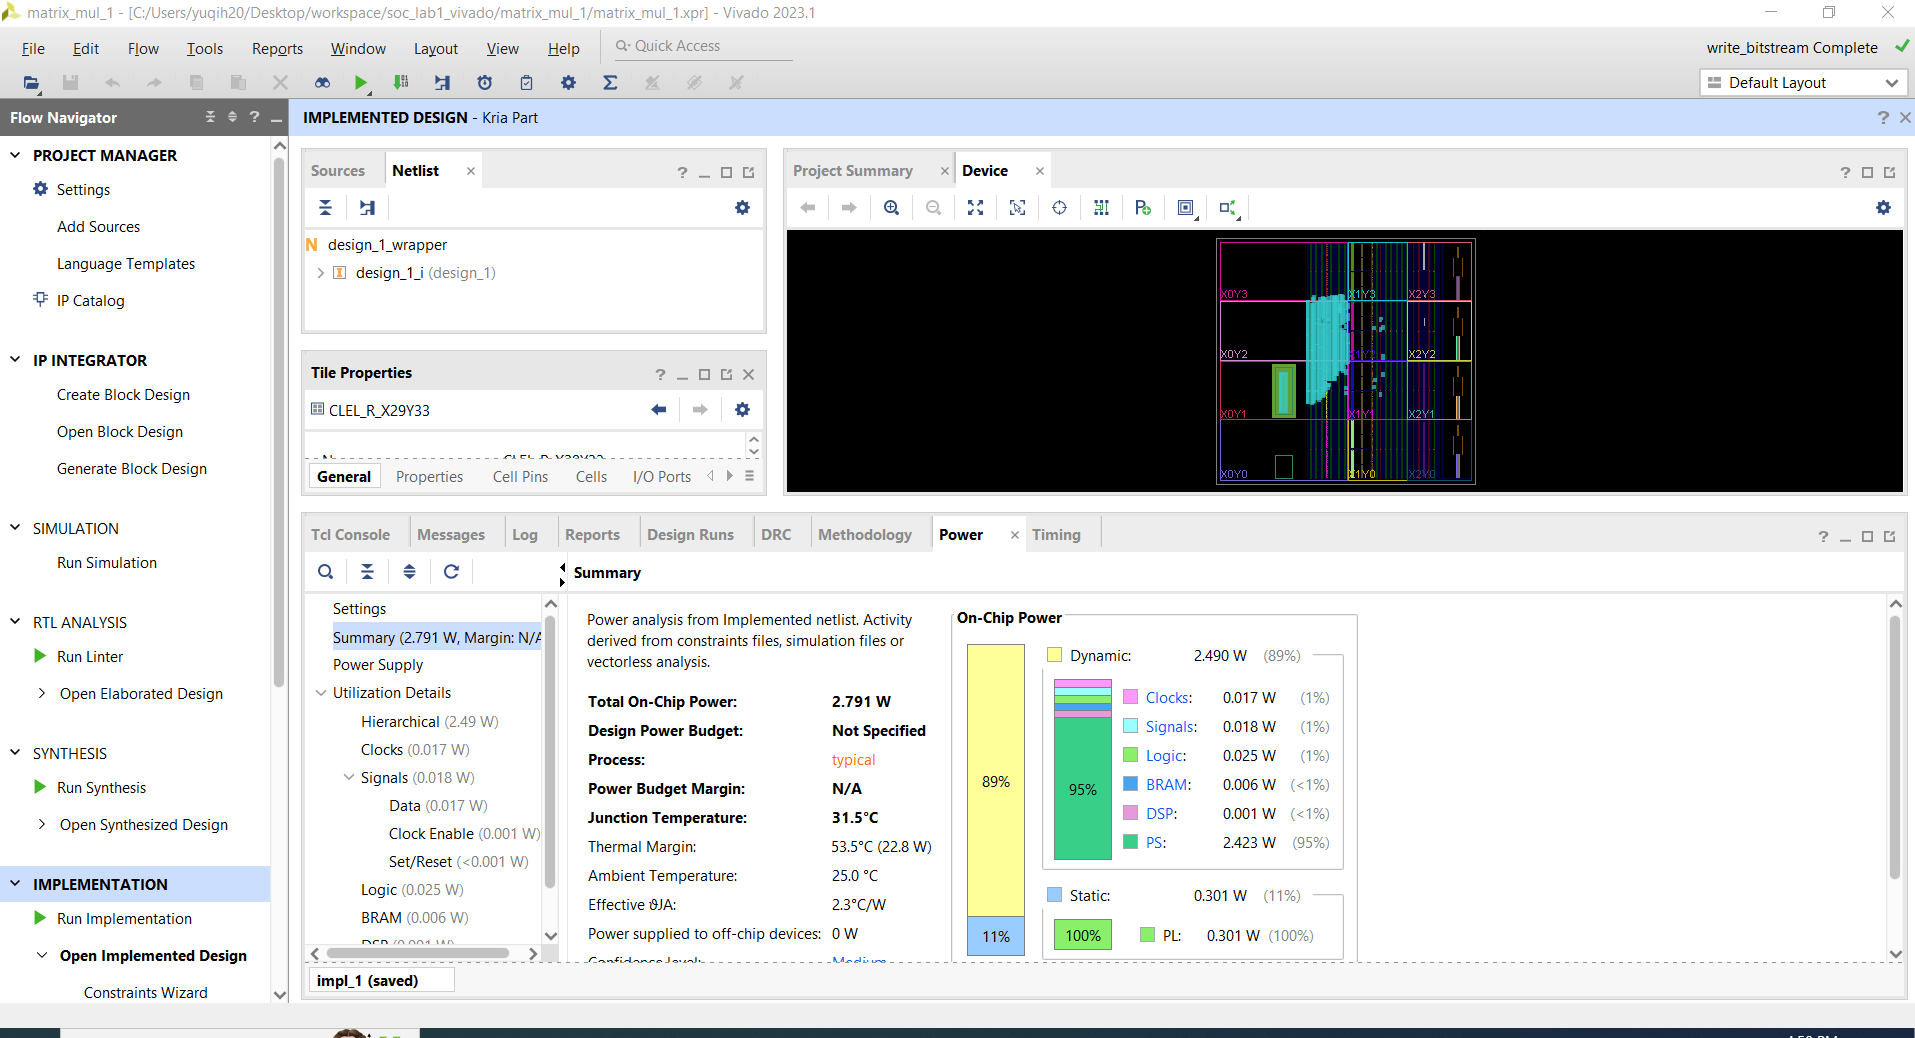 matrix_mul_1 - [C:/Users/yuqih20/Desktop/workspace/soc_lab1_vivado/matrix_mul_1/matrix_mul_1.xpr] - Vivado 2023.1
File Edit Flow Tools Reports Window Layout View Help Quick Access
write_bitstream Complete
Default Layout
Flow Navigator
IMPLEMENTED DESIGN - Kria Part
PROJECT MANAGER
Settings
Add Sources
Language Templates
IP Catalog
IP INTEGRATOR
Create Block Design
Open Block Design
Generate Block Design
SIMULATION
Run Simulation
RTL ANALYSIS
Run Linter
Open Elaborated Design
SYNTHESIS
Run Synthesis
Open Synthesized Design
IMPLEMENTATION
Run Implementation
Open Implemented Design
Constraints Wizard
Sources Netlist
design_1_wrapper
design_1_i (design_1)
Tile Properties
CLEL_R_X29Y33
General Properties Cell Pins Cells I/O Ports
Project Summary Device
X0Y3 X1Y3 X2Y3
X0Y2 X2Y2
X0Y1 X1Y1 X2Y1
X0Y0 X1Y0 X2Y0
Tcl Console Messages Log Reports Design Runs DRC Methodology Power Timing
Settings
Summary (2.791 W, Margin: N/A
Power Supply
Utilization Details
Hierarchical (2.49 W)
Clocks (0.017 W)
Signals (0.018 W)
Data (0.017 W)
Clock Enable (0.001 W)
Set/Reset (<0.001 W)
Logic (0.025 W)
BRAM (0.006 W)
DSP (0.001 W)
Summary
Power analysis from Implemented netlist. Activity
derived from constraints files, simulation files or
vectorless analysis.
Total On-Chip Power: 2.791 W
Design Power Budget: Not Specified
Process: typical
Power Budget Margin: N/A
Junction Temperature: 31.5°C
Thermal Margin: 53.5°C (22.8 W)
Ambient Temperature: 25.0 °C
Effective ϑJA: 2.3°C/W
Power supplied to off-chip devices: 0 W
Confidence level: Medium
On-Chip Power
89%
11%
Dynamic: 2.490 W (89%)
95%
Clocks: 0.017 W (1%)
Signals: 0.018 W (1%)
Logic: 0.025 W (1%)
BRAM: 0.006 W (<1%)
DSP: 0.001 W (<1%)
PS: 2.423 W (95%)
Static: 0.301 W (11%)
100%
PL: 0.301 W (100%)
impl_1 (saved)